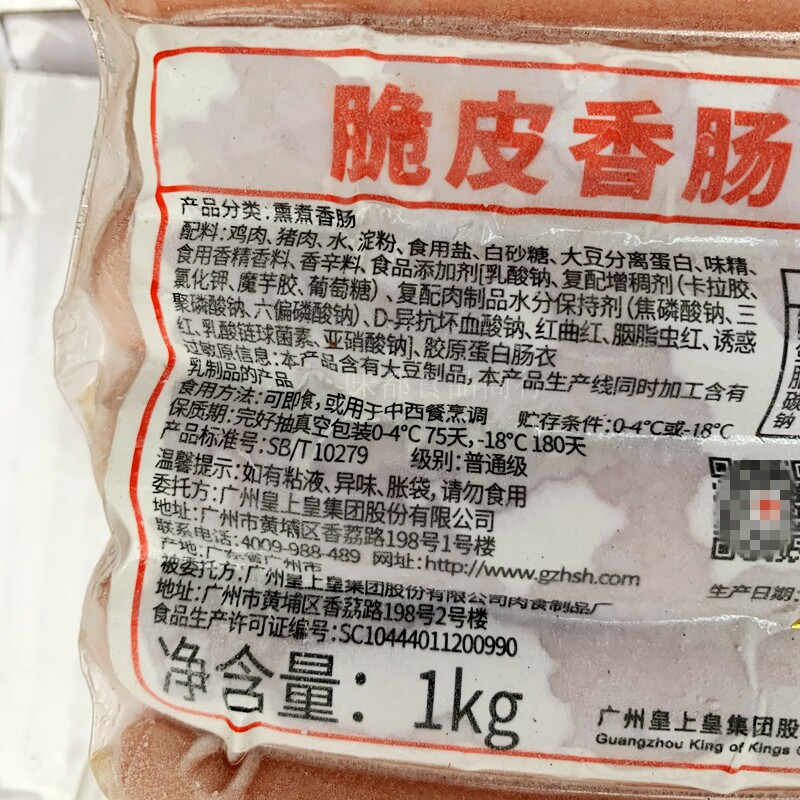 脆皮香肠
产品分类:熏煮香肠
配料:鸡肉、猪肉、水、淀粉、食用盐、白砂糖、大豆分离蛋白、味精、
食用香精香料、香辛料、食品添加剂[乳酸钠、复配增稠剂(卡拉胶、
氯化钾、魔芋胶、葡萄糖)、复配肉制品水分保持剂(焦磷酸钠、三
聚磷酸钠、六偏磷酸钠)、D-异抗坏血酸钠、红曲红、胭脂虫红、诱惑
红、乳酸链球菌素、亚硝酸钠]、胶原蛋白肠衣
过敏原信息:本产品含有大豆制品,本产品生产线同时加工含有
乳制品的产品
食用方法:可即食,或用于中西餐烹调 贮存条件:0-4℃或-18℃
保质期:完好抽真空包装0-4℃ 75天,-18℃ 180天
产品标准号:SB/T10279 级别:普通级
温馨提示:如有粘液、异味、胀袋,请勿食用
委托方:广州皇上皇集团股份有限公司
地址:广州市黄埔区香荔路198号1号楼
联系电话:4009-988-489 网址:http://www.gzhsh.com
产地:广东省广州市
被委托方:广州皇上皇集团股份有限公司肉食制品厂
地址:广州市黄埔区香荔路198号2号楼
食品生产许可证编号:SC10444011200990
净含量:1kg
钠
生产日期:
广州皇上皇集团股
Guangzhou King of Kings